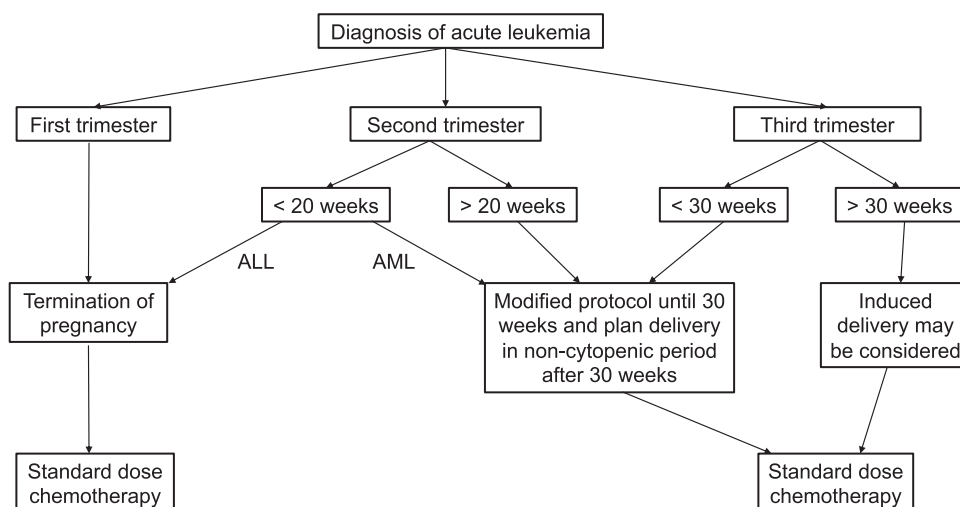 Diagnosis of acute leukemia
First trimester
Second trimester
Third trimester
< 20 weeks
> 20 weeks
< 30 weeks
> 30 weeks
ALL
AML
Termination of
pregnancy
Modified protocol until 30
weeks and plan delivery
in non-cytopenic period
after 30 weeks
Induced
delivery may
be considered
Standard dose
chemotherapy
Standard dose
chemotherapy